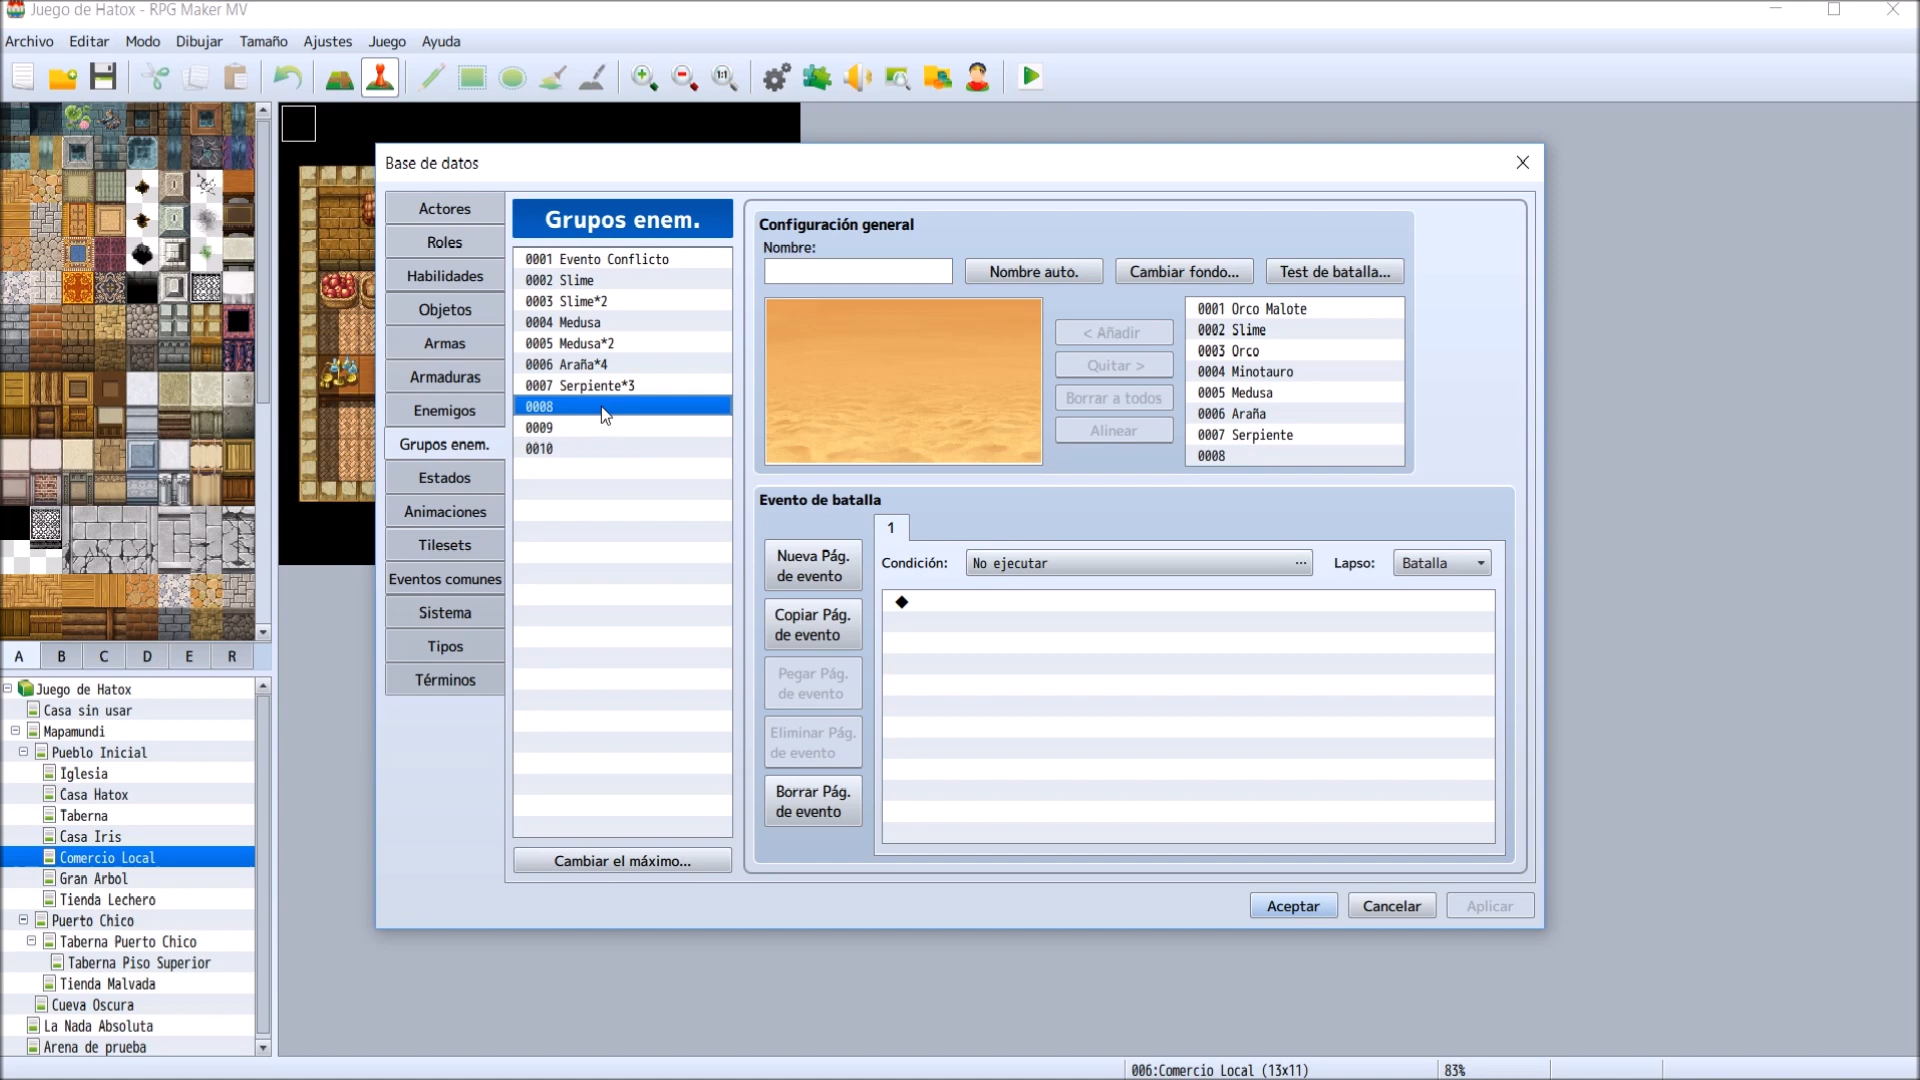 Juego de Hatox - RPG Maker MV
Archivo Editar Modo Dibujar Tamaño Ajustes Juego Ayuda
1:1
Base de datos
Actores
Roles
Habilidades
Objetos
Armas
Armaduras
Enemigos
Grupos enem.
Estados
Animaciones
Tilesets
Eventos comunes
Sistema
Tipos
Términos
Grupos enem.
0001 Evento Conflicto
0002 Slime
0003 Slime*2
0004 Medusa
0005 Medusa*2
0006 Araña*4
0007 Serpiente*3
0008
0009
0010
Cambiar el máximo...
Configuración general
Nombre:
Nombre auto.
Cambiar fondo...
Test de batalla...
< Añadir
Quitar >
Borrar a todos
Alinear
0001 Orco Malote
0002 Slime
0003 Orco
0004 Minotauro
0005 Medusa
0006 Araña
0007 Serpiente
0008
Evento de batalla
1
Nueva Pág.
de evento
Copiar Pág.
de evento
Pegar Pág.
de evento
Eliminar Pág.
de evento
Borrar Pág.
de evento
Condición: No ejecutar ... Lapso: Batalla
◆
Aceptar Cancelar Aplicar
A B C D E R
Juego de Hatox
Casa sin usar
Mapamundi
Pueblo Inicial
Iglesia
Casa Hatox
Taberna
Casa Iris
Comercio Local
Gran Arbol
Tienda Lechero
Puerto Chico
Taberna Puerto Chico
Taberna Piso Superior
Tienda Malvada
Cueva Oscura
La Nada Absoluta
Arena de prueba
006:Comercio Local (13x11) 83%